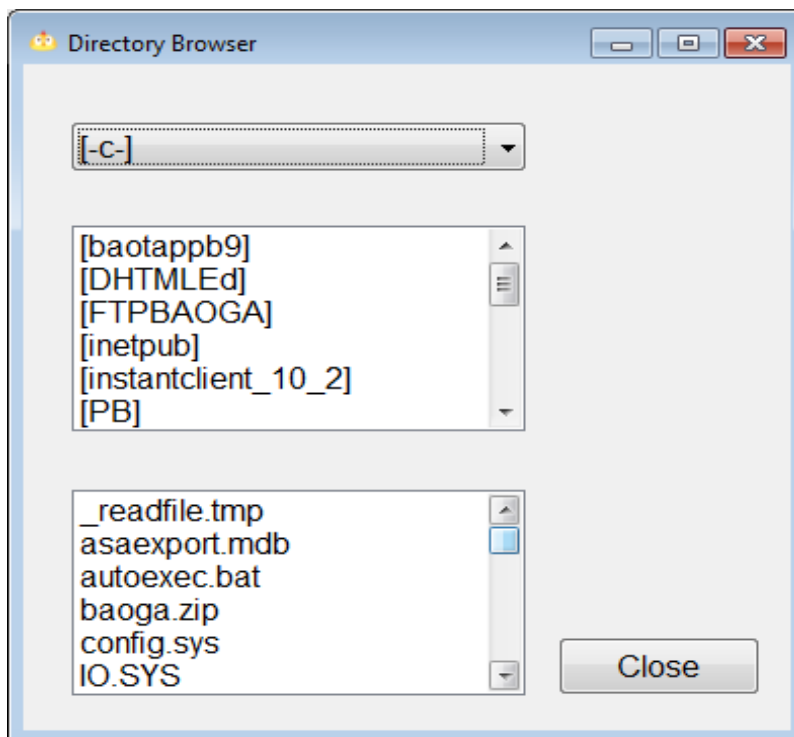 Directory Browser
[-c-]
[baotappb9]
[DHTMLEd]
[FTPBAOGA]
[inetpub]
[instantclient_10_2]
[PB]
_readfile.tmp
asaexport.mdb
autoexec.bat
baoga.zip
config.sys
IO.SYS
Close